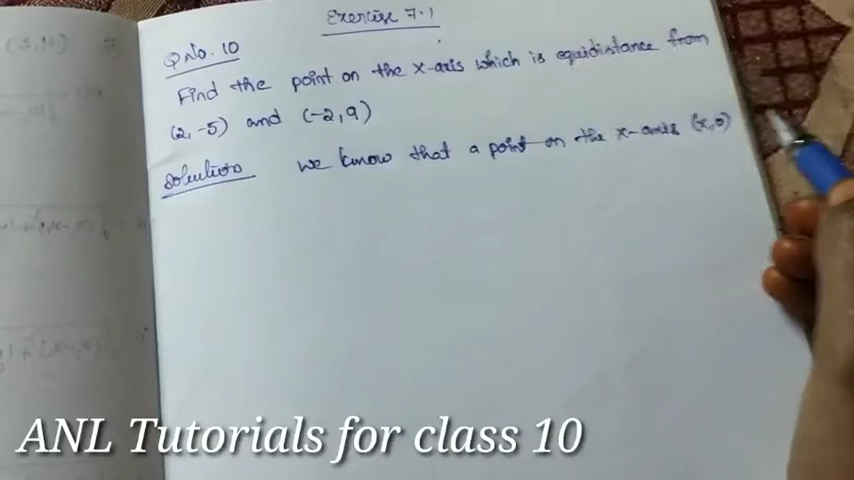 Exercise 7.1
Q No. 10
Find the point on the x-axis which is equidistance from
(2,-5) and (-2,9)
Solution we know that a point on the x-axis (x,0)
ANL Tutorials for class 10